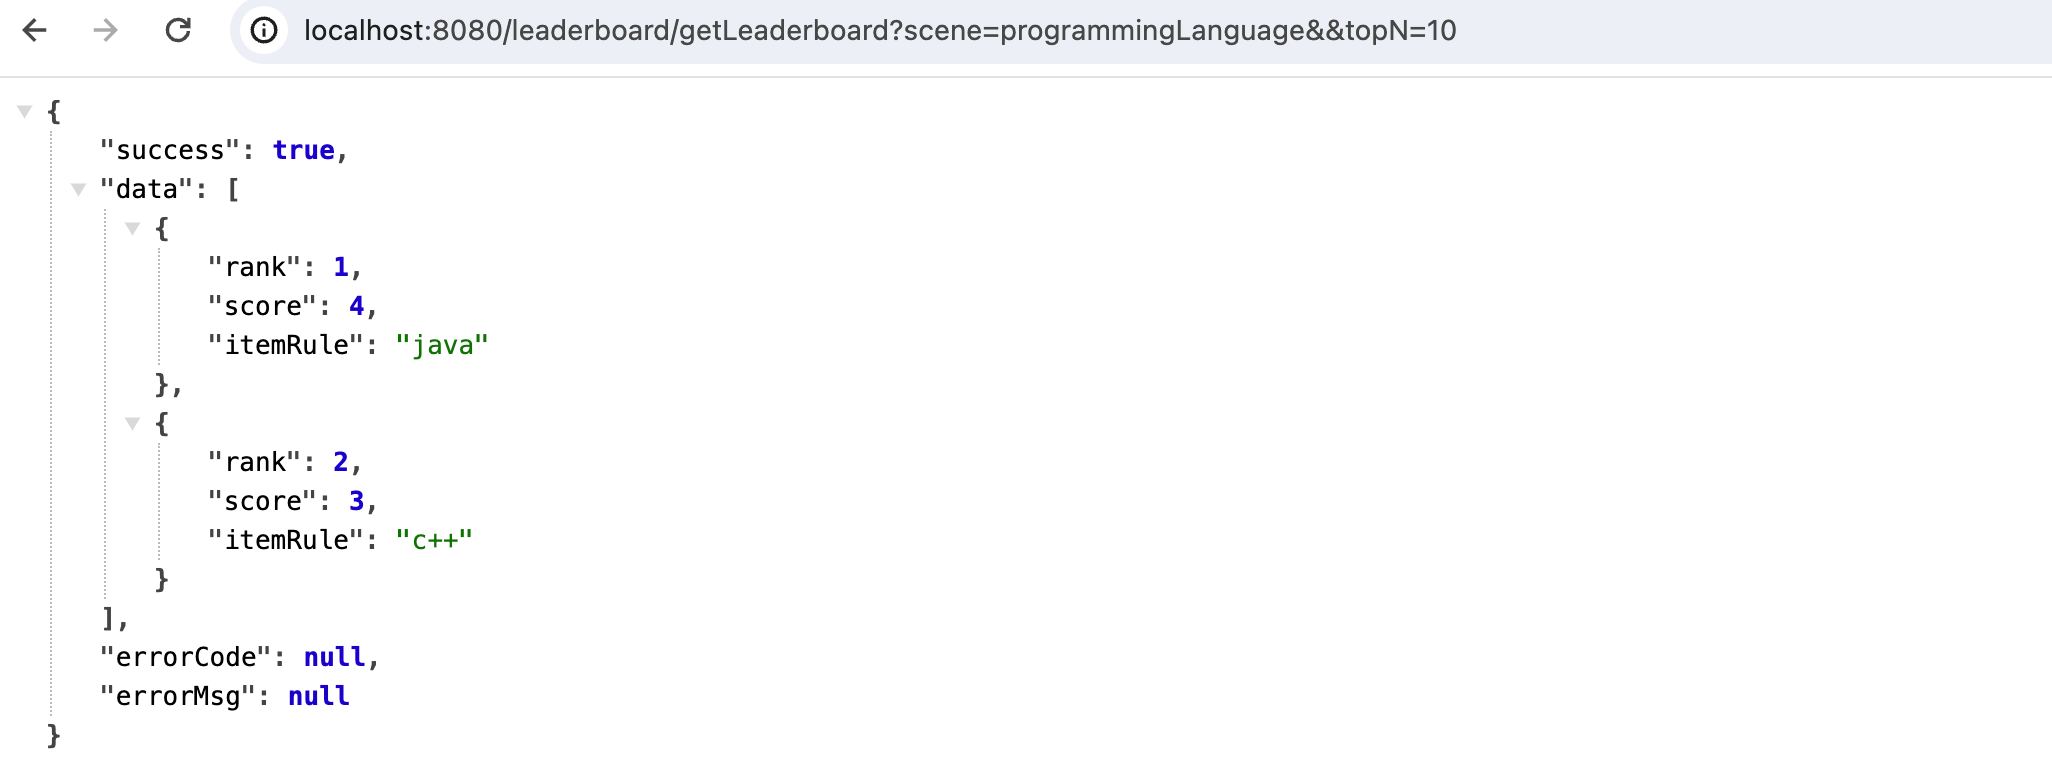 localhost:8080/leaderboard/getLeaderboard?scene=programmingLanguage&&topN=10
{
"success": true,
"data": [
{
"rank": 1,
"score": 4,
"itemRule": "java"
},
{
"rank": 2,
"score": 3,
"itemRule": "c++"
}
],
"errorCode": null,
"errorMsg": null
}